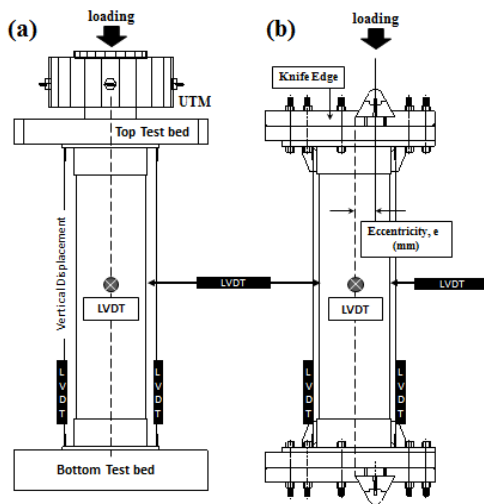 (a)
loading
UTM
Top Test bed
Vertical Displacement
LVDT
LVDT
LVDT
Bottom Test bed
LVDT
(b)
loading
Knife Edge
Eccentricity, e
(mm)
LVDT
LVDT
LVDT
LVDT